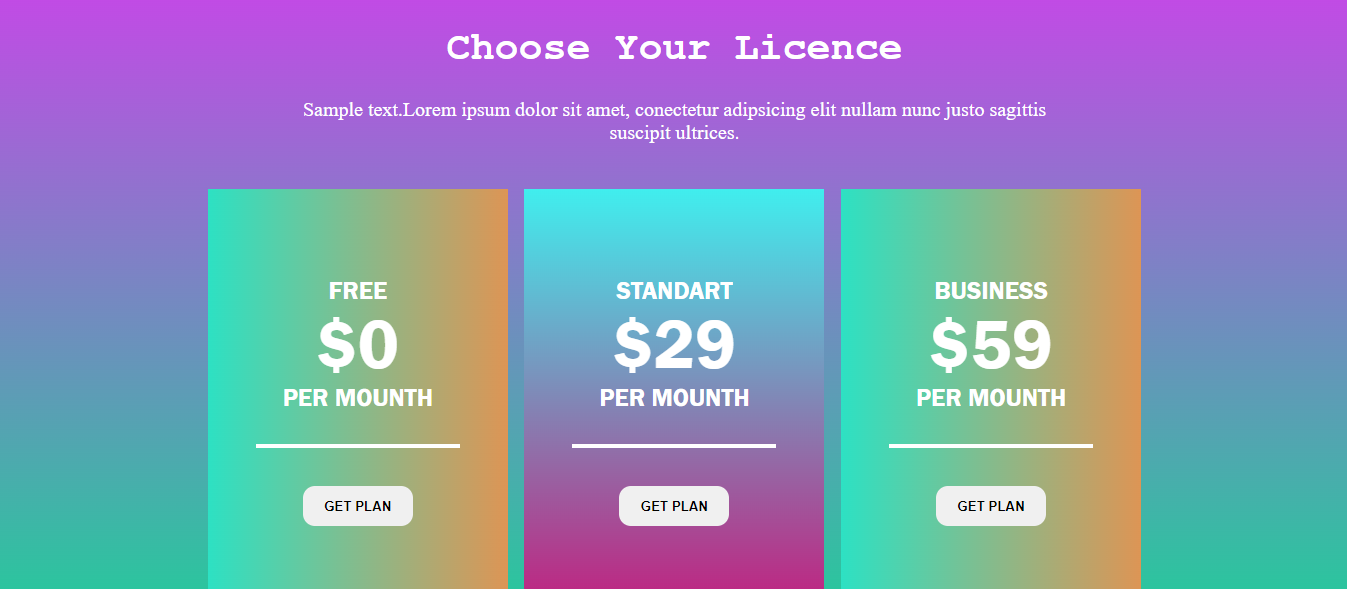 Choose Your Licence
Sample text.Lorem ipsum dolor sit amet, conectetur adipsicing elit nullam nunc justo sagittis
suscipit ultrices.
FREE
$0
PER MOUNTH
GET PLAN
STANDART
$29
PER MOUNTH
GET PLAN
BUSINESS
$59
PER MOUNTH
GET PLAN